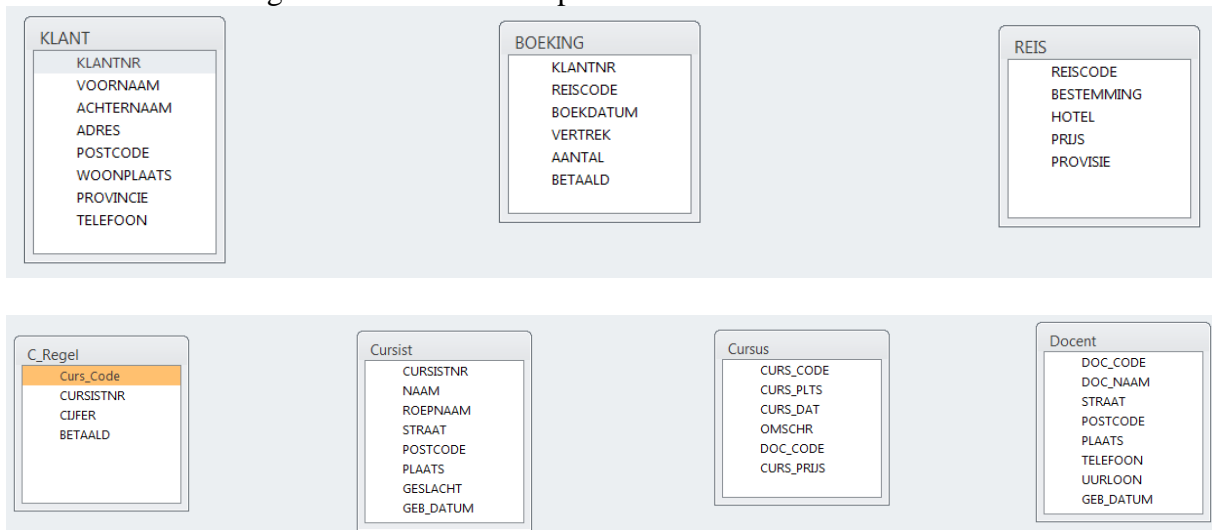 KLANT
KLANTNR
VOORNAAM
ACHTERNAAM
ADRES
POSTCODE
WOONPLAATS
PROVINCIE
TELEFOON
BOEKING
KLANTNR
REISCODE
BOEKDATUM
VERTREK
AANTAL
BETAALD
REIS
REISCODE
BESTEMMING
HOTEL
PRIJS
PROVISIE
C_Regel
Curs_Code
CURSISTNR
CIJFER
BETAALD
Cursist
CURSISTNR
NAAM
ROEPNAAM
STRAAT
POSTCODE
PLAATS
GESLACHT
GEB_DATUM
Cursus
CURS_CODE
CURS_PLTS
CURS_DAT
OMSCHR
DOC_CODE
CURS_PRIJS
Docent
DOC_CODE
DOC_NAAM
STRAAT
POSTCODE
PLAATS
TELEFOON
UURLOON
GEB_DATUM